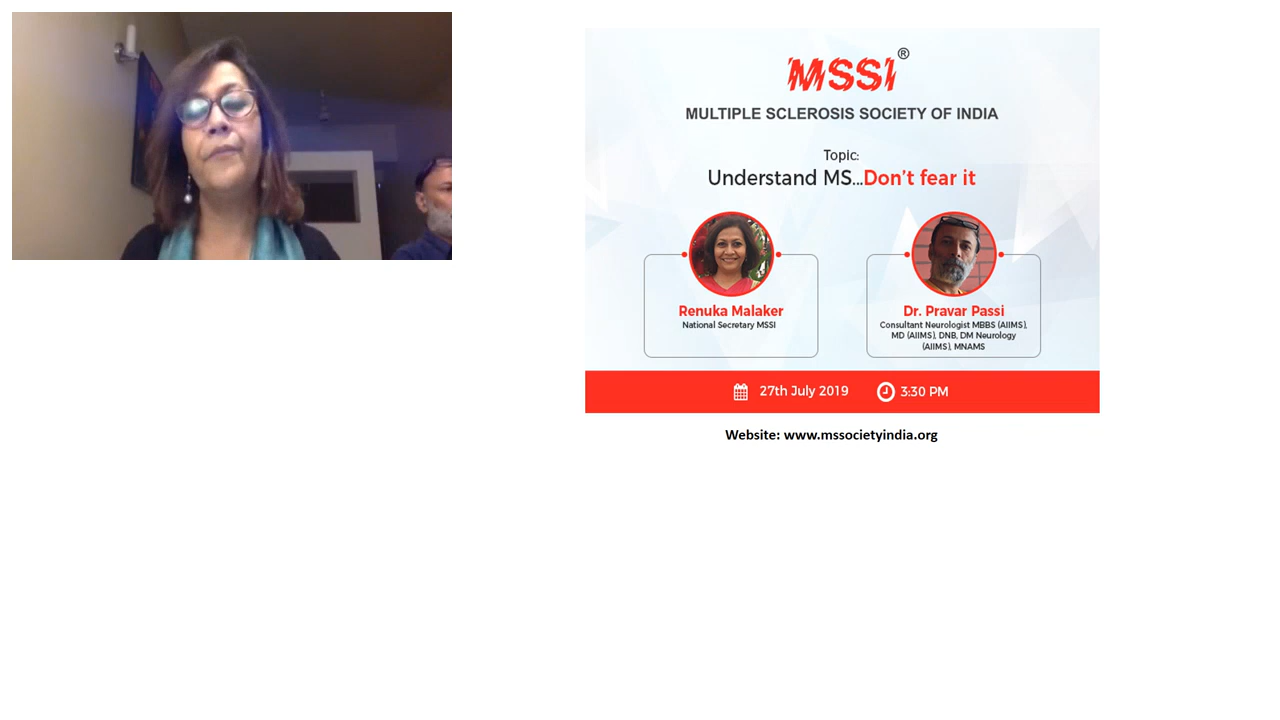 MSSI®
MULTIPLE SCLEROSIS SOCIETY OF INDIA
Topic:
Understand MS...Don't fear it
Renuka Malaker
National Secretary MSSI
Dr. Pravar Passi
Consultant Neurologist MBBS (AIIMS),
MD (AIIMS), DNB, DM Neurology
(AIIMS), MNAMS
27th July 2019
3:30 PM
Website: www.mssocietyindia.org